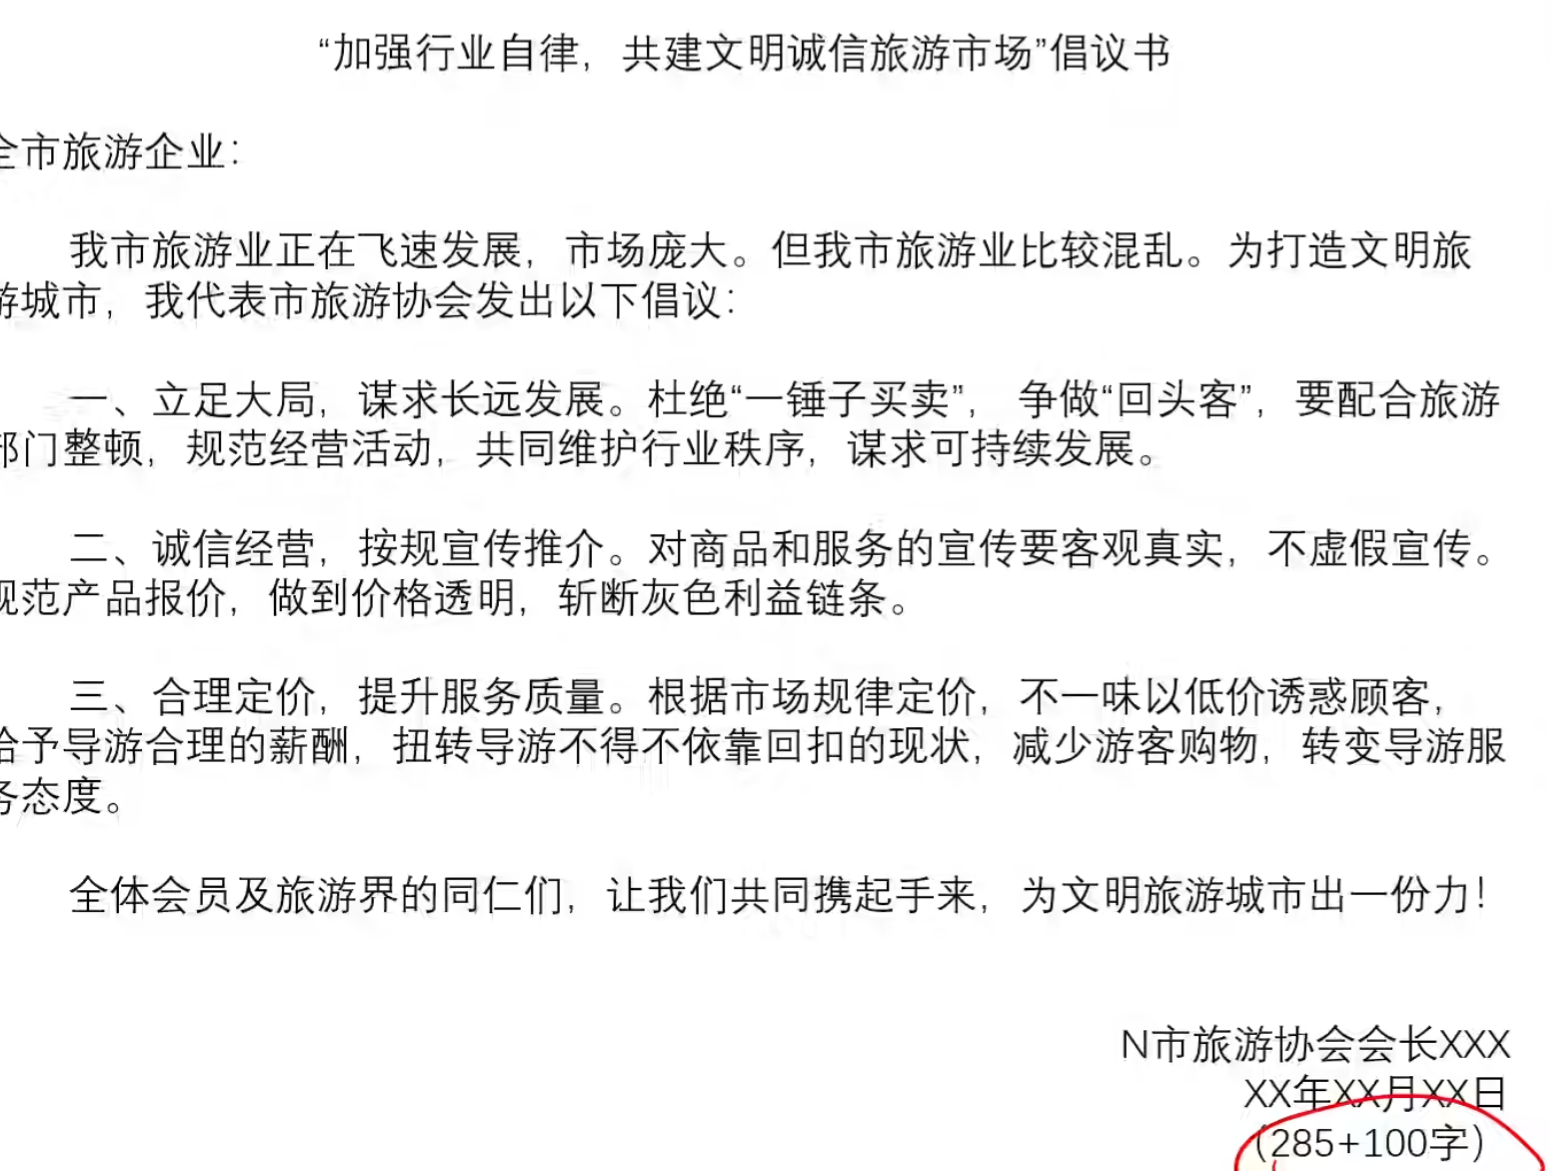 “加强行业自律，共建文明诚信旅游市场”倡议书
全市旅游企业：
我市旅游业正在飞速发展，市场庞大。但我市旅游业比较混乱。为打造文明旅
游城市，我代表市旅游协会发出以下倡议：
一、立足大局，谋求长远发展。杜绝“一锤子买卖”，争做“回头客”，要配合旅游
部门整顿，规范经营活动，共同维护行业秩序，谋求可持续发展。
二、诚信经营，按规宣传推介。对商品和服务的宣传要客观真实，不虚假宣传。
规范产品报价，做到价格透明，斩断灰色利益链条。
三、合理定价，提升服务质量。根据市场规律定价，不一味以低价诱惑顾客，
给予导游合理的薪酬，扭转导游不得不依靠回扣的现状，减少游客购物，转变导游服
务态度。
全体会员及旅游界的同仁们，让我们共同携起手来，为文明旅游城市出一份力！
N市旅游协会会长XXX
XX年XX月XX日
（285+100字）